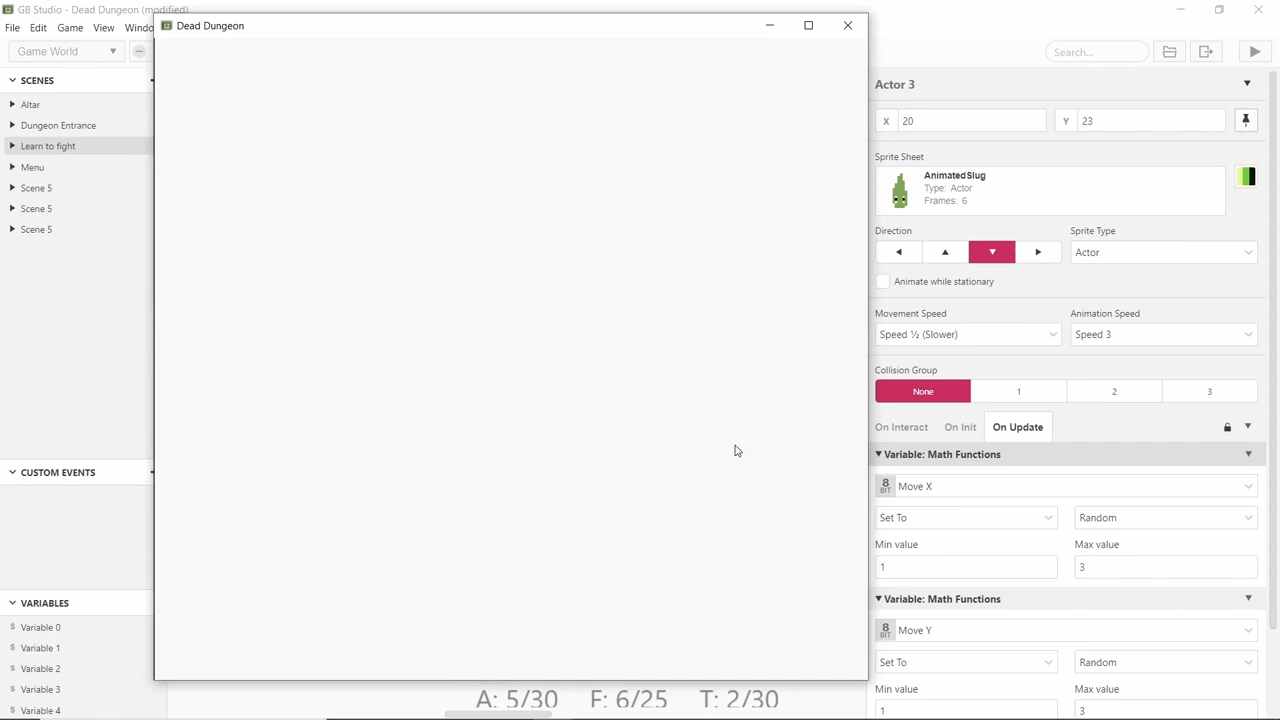 GB Studio - Dead Dungeon (modified)
File Edit Game View Windo
Game World
Dead Dungeon
Search...
SCENES
Altar
Dungeon Entrance
Learn to fight
Menu
Scene 5
Scene 5
Scene 5
CUSTOM EVENTS
VARIABLES
S Variable 0
S Variable 1
S Variable 2
S Variable 3
S Variable 4
A: 5/30 F: 6/25 T: 2/30
Actor 3
X 20 Y 23
Sprite Sheet
AnimatedSlug
Type: Actor
Frames: 6
Direction Sprite Type
Actor
Animate while stationary
Movement Speed Animation Speed
Speed ½ (Slower) Speed 3
Collision Group
None 1 2 3
On Interact On Init On Update
Variable: Math Functions
8 BIT Move X
Set To Random
Min value Max value
1 3
Variable: Math Functions
8 BIT Move Y
Set To Random
Min value Max value
1 3